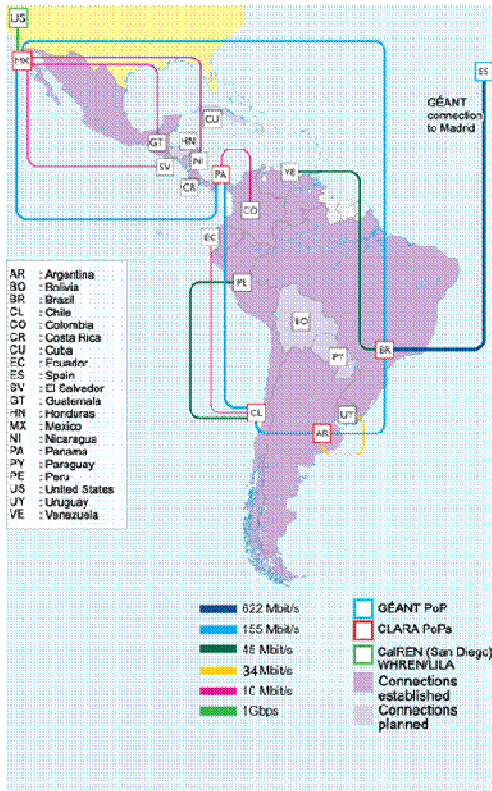 US
MX
ES
GÉANT
connection
to Madrid
CU
GT
HN
SV
NI
CR
PA
VE
CO
EC
PE
BO
BR
PY
CL
UY
AR
AR : Argentina
BO : Bolivia
BR : Brazil
CL : Chile
CO : Colombia
CR : Costa Rica
CU : Cuba
EC : Ecuador
ES : Spain
SV : El Salvador
GT : Guatemala
HN : Honduras
MX : Mexico
NI : Nicaragua
PA : Panama
PY : Paraguay
PE : Peru
US : United States
UY : Uruguay
VE : Venezuela
622 Mbit/s
155 Mbit/s
45 Mbit/s
34 Mbit/s
10 Mbit/s
1Gbps
GÉANT PoP
CLARA PoPs
CalREN (San Diego)
WHREN/LILA
Connections
established
Connections
planned